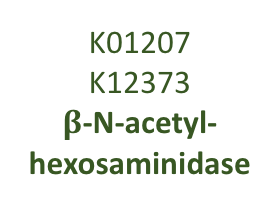 K01207
K12373
β-N-acetyl-
hexosaminidase